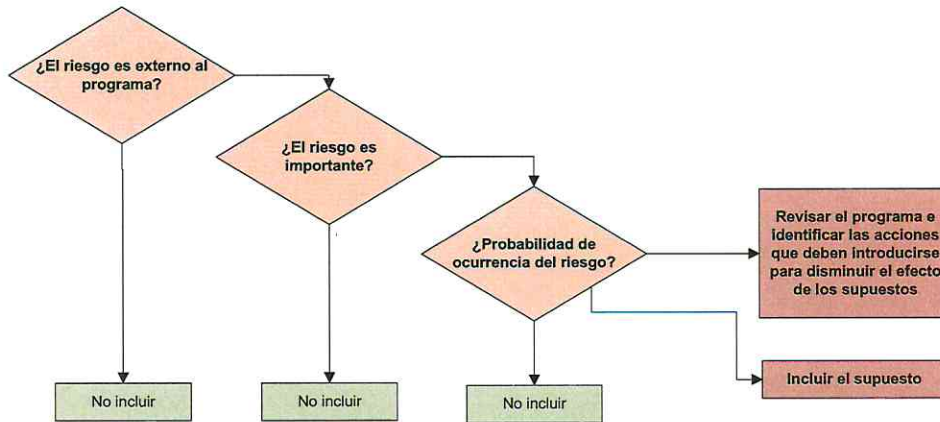 ¿El riesgo es externo al
programa?
¿El riesgo es
importante?
¿Probabilidad de
ocurrencia del riesgo?
Revisar el programa e
identificar las acciones
que deben introducirse
para disminuir el efecto
de los supuestos
Incluir el supuesto
No incluir
No incluir
No incluir